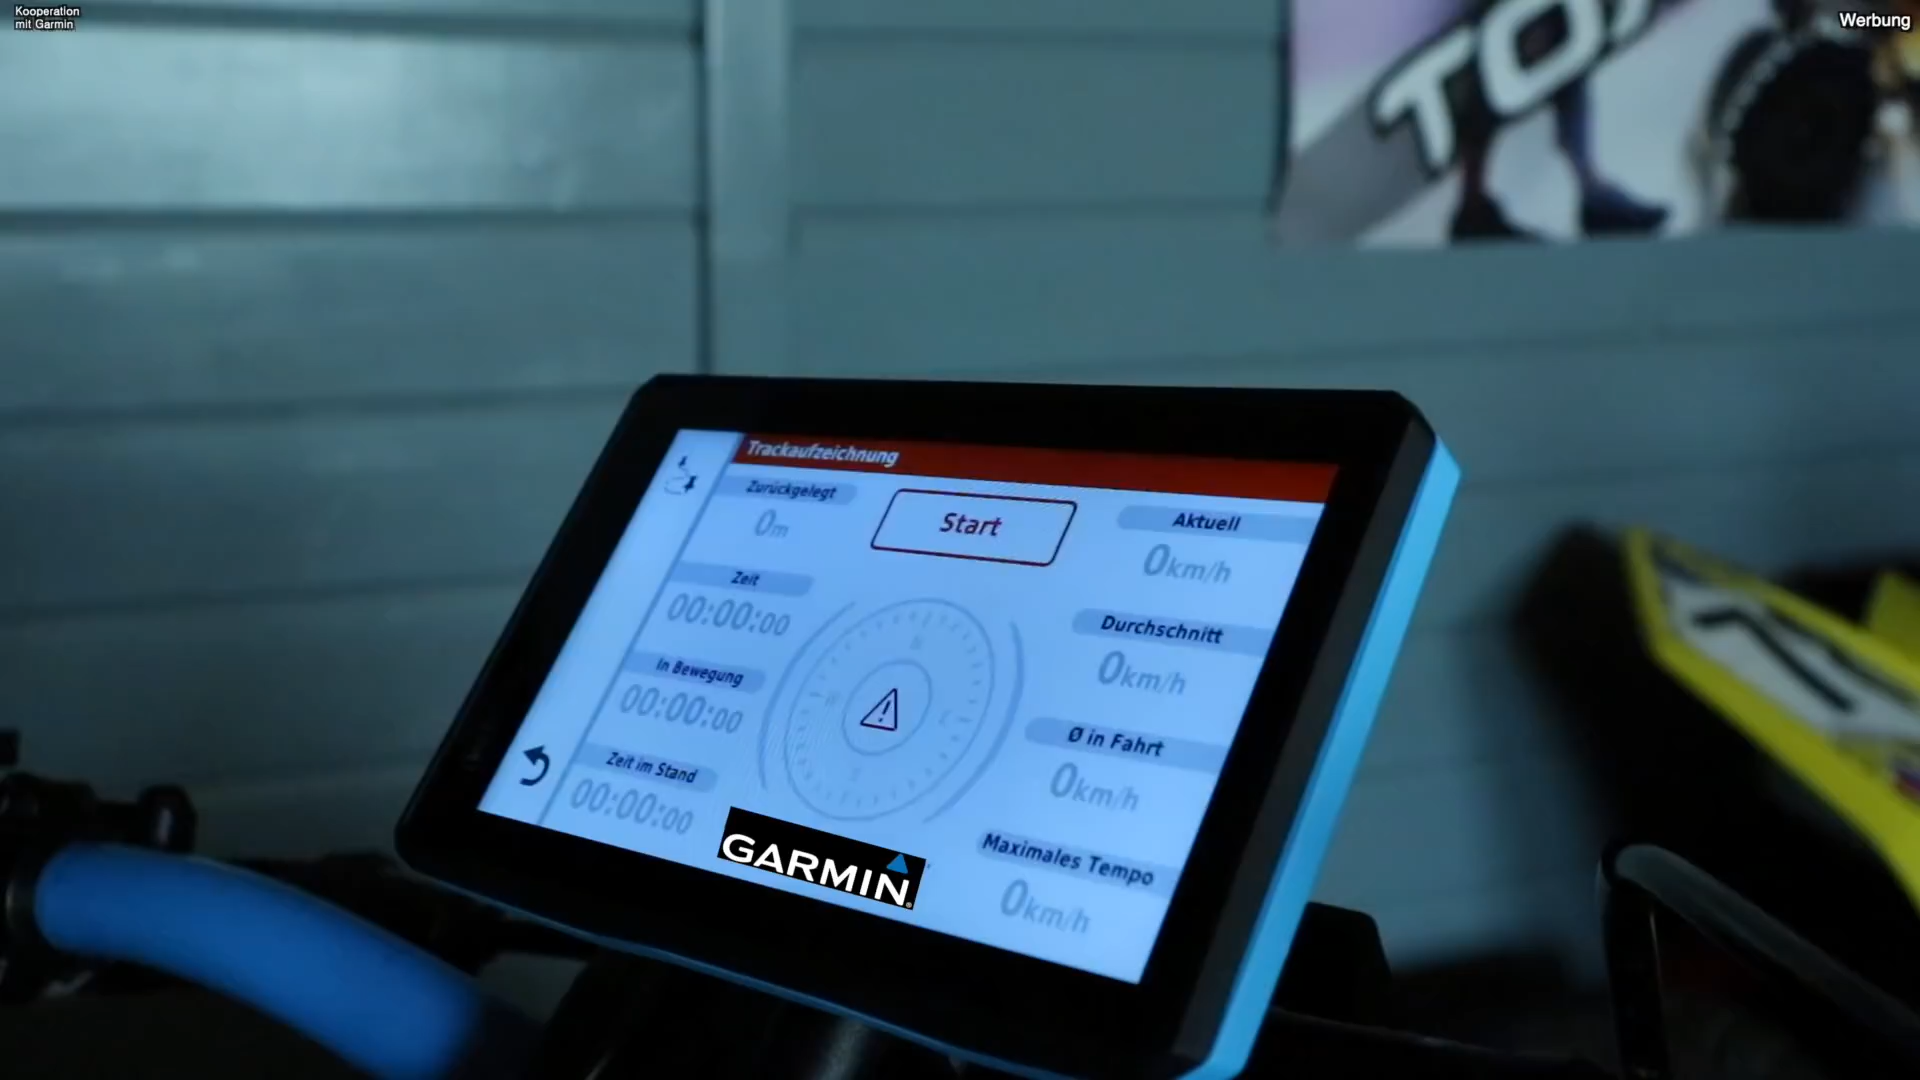 Kooperation
mit Garmin
Werbung
Trackaufzeichnung
Zurückgelegt
0m
Start
Aktuell
0km/h
Zeit
00:00:00
Durchschnitt
0km/h
In Bewegung
00:00:00
Ø in Fahrt
0km/h
Zeit im Stand
00:00:00
Maximales Tempo
0km/h
GARMIN
7